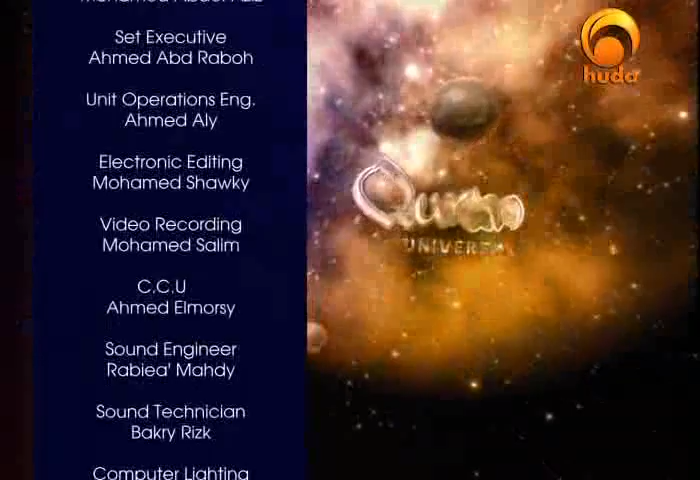 Set Executive
Ahmed Abd Raboh
Unit Operations Eng.
Ahmed Aly
Electronic Editing
Mohamed Shawky
Video Recording
Mohamed Salim
C.C.U
Ahmed Elmorsy
Sound Engineer
Rabiea' Mahdy
Sound Technician
Bakry Rizk
Computer Lighting
huda
Quran
UNIVERSE